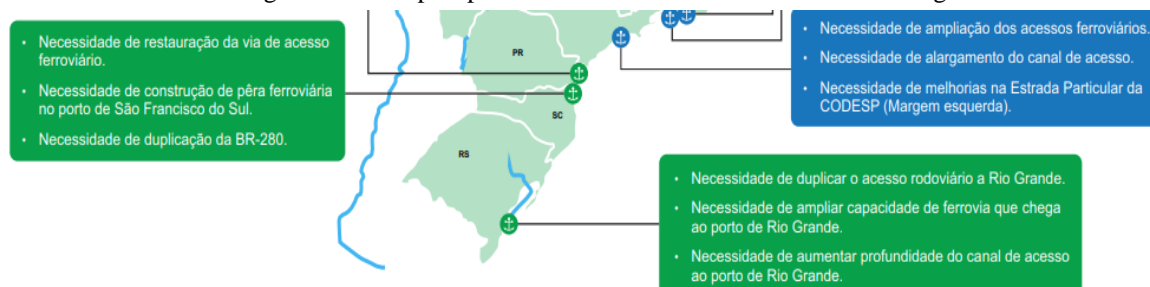 • Necessidade de restauração da via de acesso
ferroviário.
• Necessidade de construção de pêra ferroviária
no porto de São Francisco do Sul.
• Necessidade de duplicação da BR-280.
PR
SC
RS
• Necessidade de ampliação dos acessos ferroviários.
• Necessidade de alargamento do canal de acesso.
• Necessidade de melhorias na Estrada Particular da
CODESP (Margem esquerda).
• Necessidade de duplicar o acesso rodoviário a Rio Grande.
• Necessidade de ampliar capacidade de ferrovia que chega
ao porto de Rio Grande.
• Necessidade de aumentar profundidade do canal de acesso
ao porto de Rio Grande.